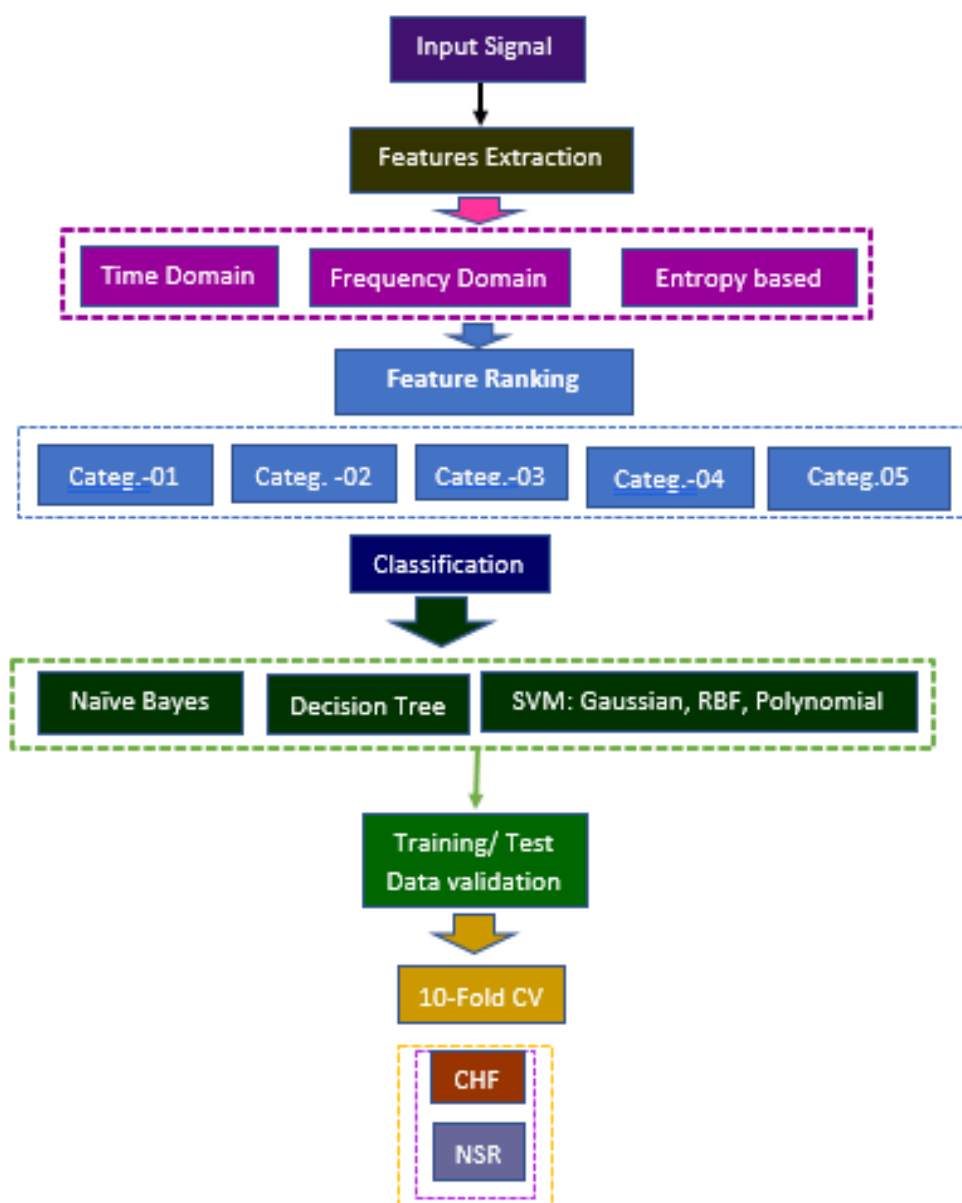 Input Signal
Features Extraction
Time Domain
Frequency Domain
Entropy based
Feature Ranking
Categ.-01
Categ. -02
Categ.-03
Categ.-04
Categ.05
Classification
Naïve Bayes
Decision Tree
SVM: Gaussian, RBF, Polynomial
Training/ Test
Data validation
10-Fold CV
CHF
NSR